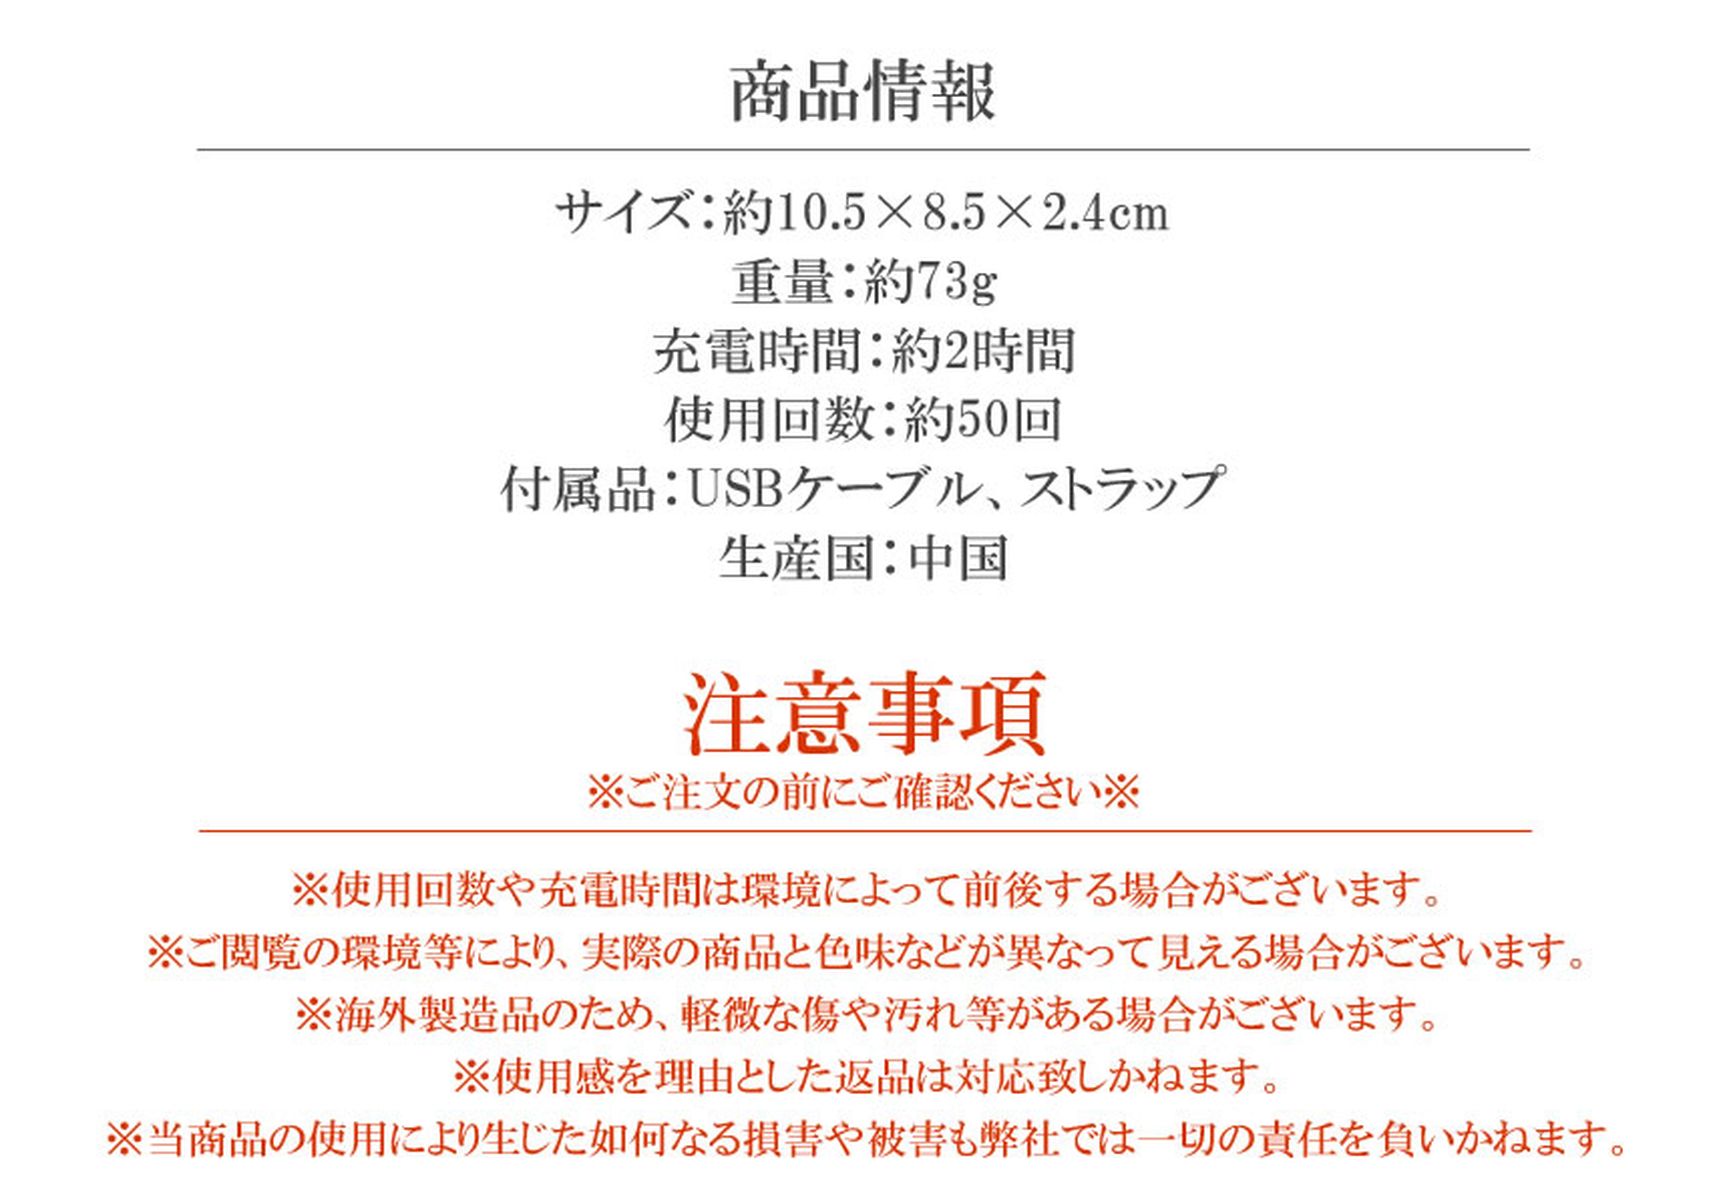 商品情報
サイズ：約10.5×8.5×2.4cm
重量：約73g
充電時間：約2時間
使用回数：約50回
付属品：USBケーブル、ストラップ
生産国：中国
注意事項
※ご注文の前にご確認ください※
※使用回数や充電時間は環境によって前後する場合がございます。
※ご閲覧の環境等により、実際の商品と色味などが異なって見える場合がございます。
※海外製造品のため、軽微な傷や汚れ等がある場合がございます。
※使用感を理由とした返品は対応致しかねます。
※当商品の使用により生じた如何なる損害や被害も弊社では一切の責任を負いかねます。